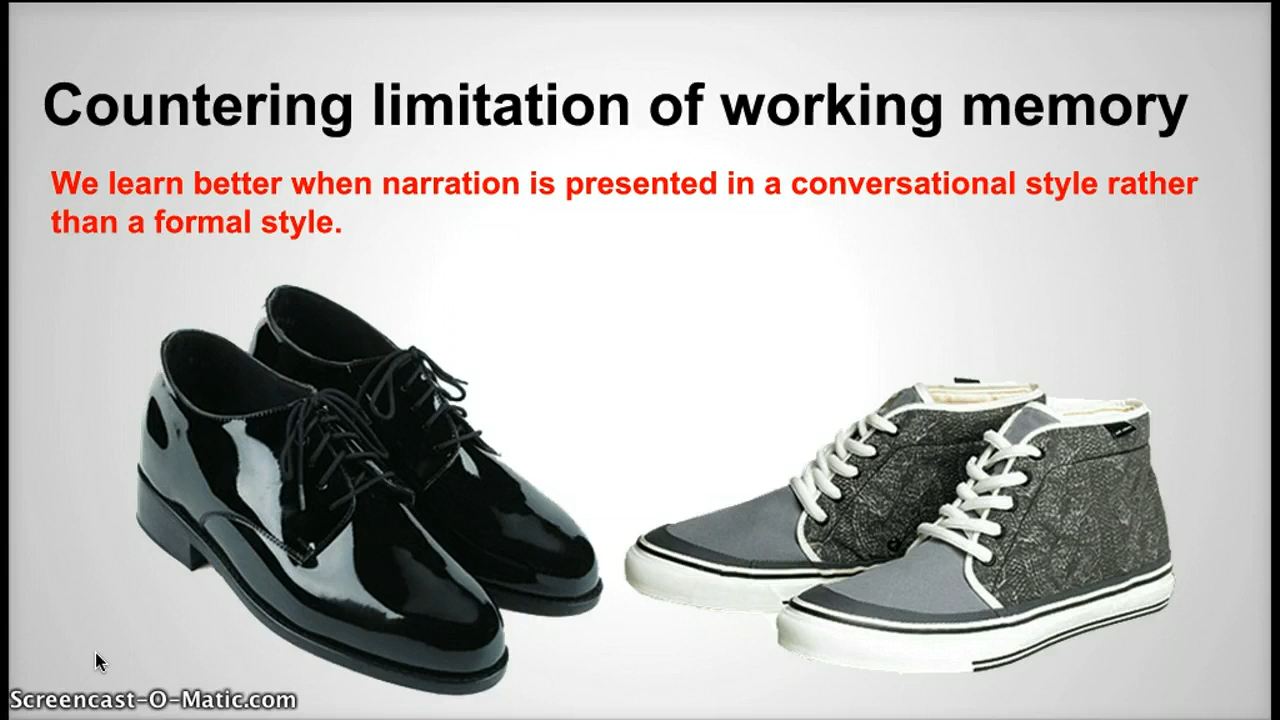 Countering limitation of working memory
We learn better when narration is presented in a conversational style rather
than a formal style.
Screencast-O-Matic.com